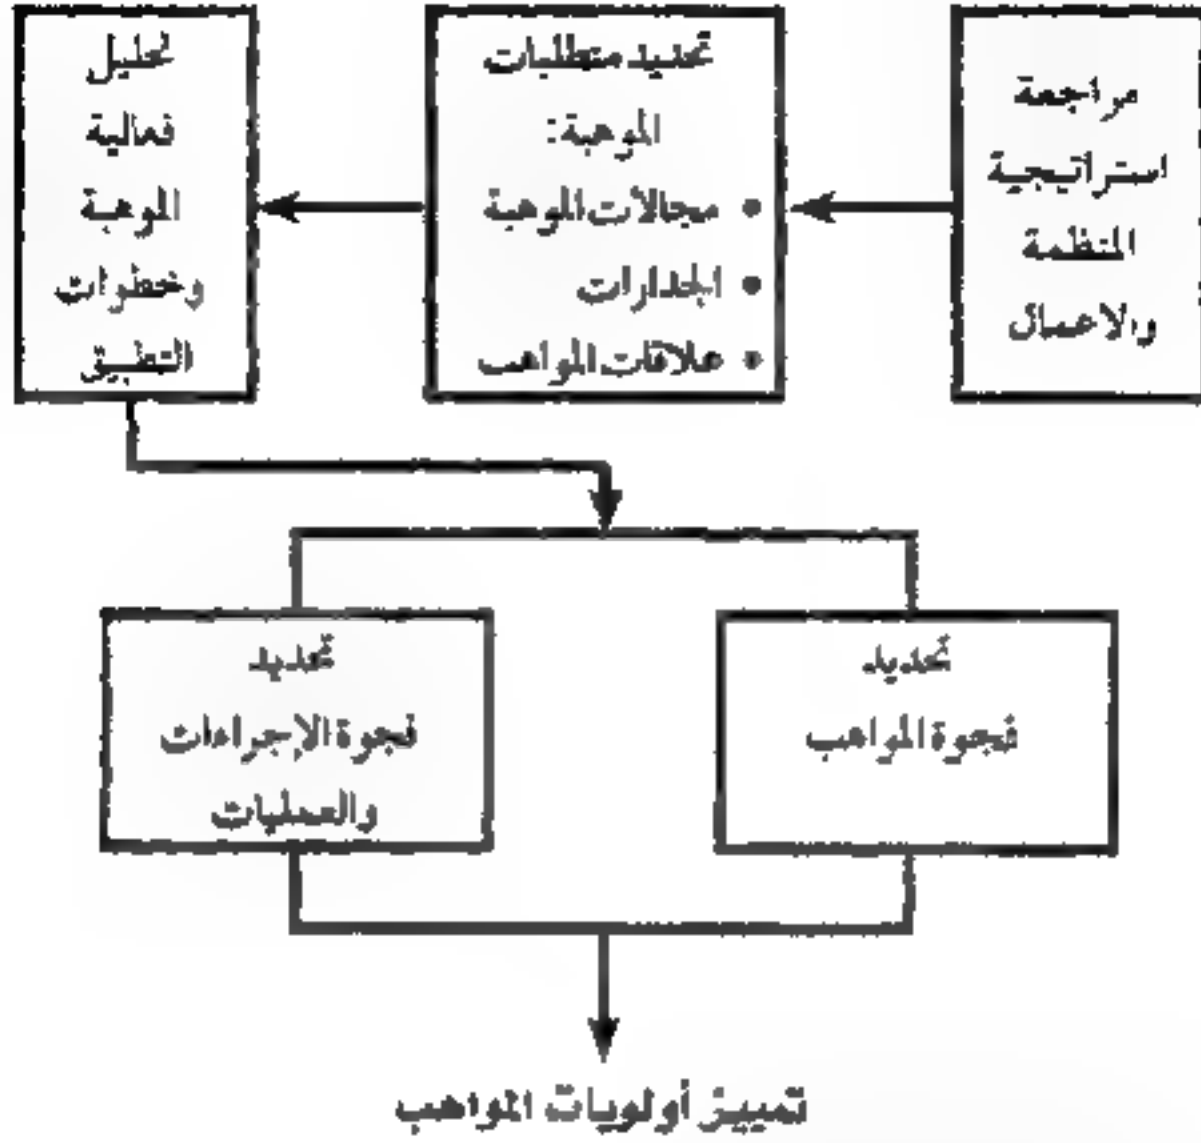 مراجعة
استراتيجية
المنظمة
والاعمال
تحديد متطلبات
الموهبة:
• مجالات الموهبة
• الجدارات
• علاقات المواهب
تحليل
فعالية
الموهبة
وخطوات
التطبيق
تحديد
فجوة المواهب
تحديد
فجوة الإجراءات
والعمليات
تمييز أولويات المواهب